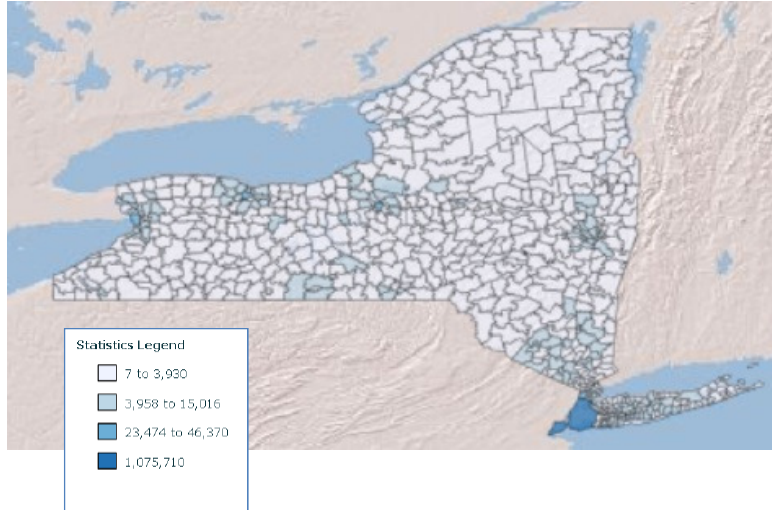 Statistics Legend
7 to 3,930
3,958 to 15,016
23,474 to 46,370
1,075,710